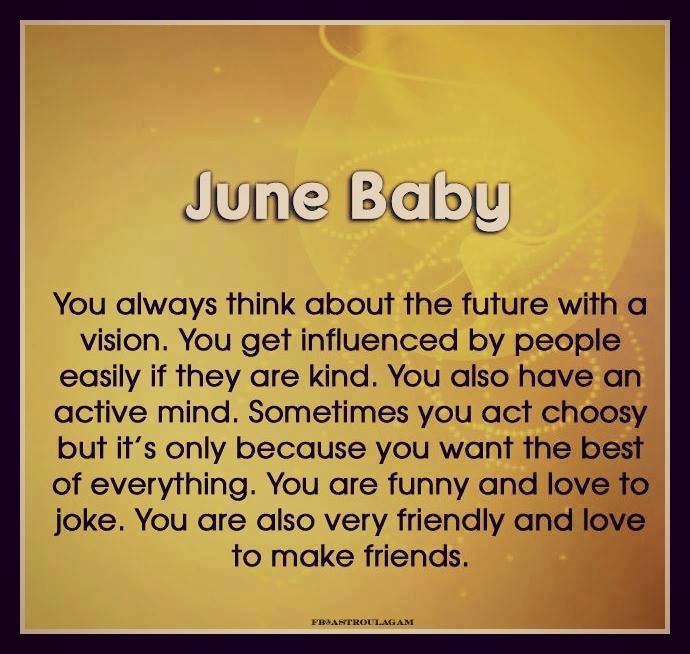 June Baby
You always think about the future with a
vision. You get influenced by people
easily if they are kind. You also have an
active mind. Sometimes you act choosy
but it's only because you want the best
of everything. You are funny and love to
joke. You are also very friendly and love
to make friends.
FB@ASTROULAGAM